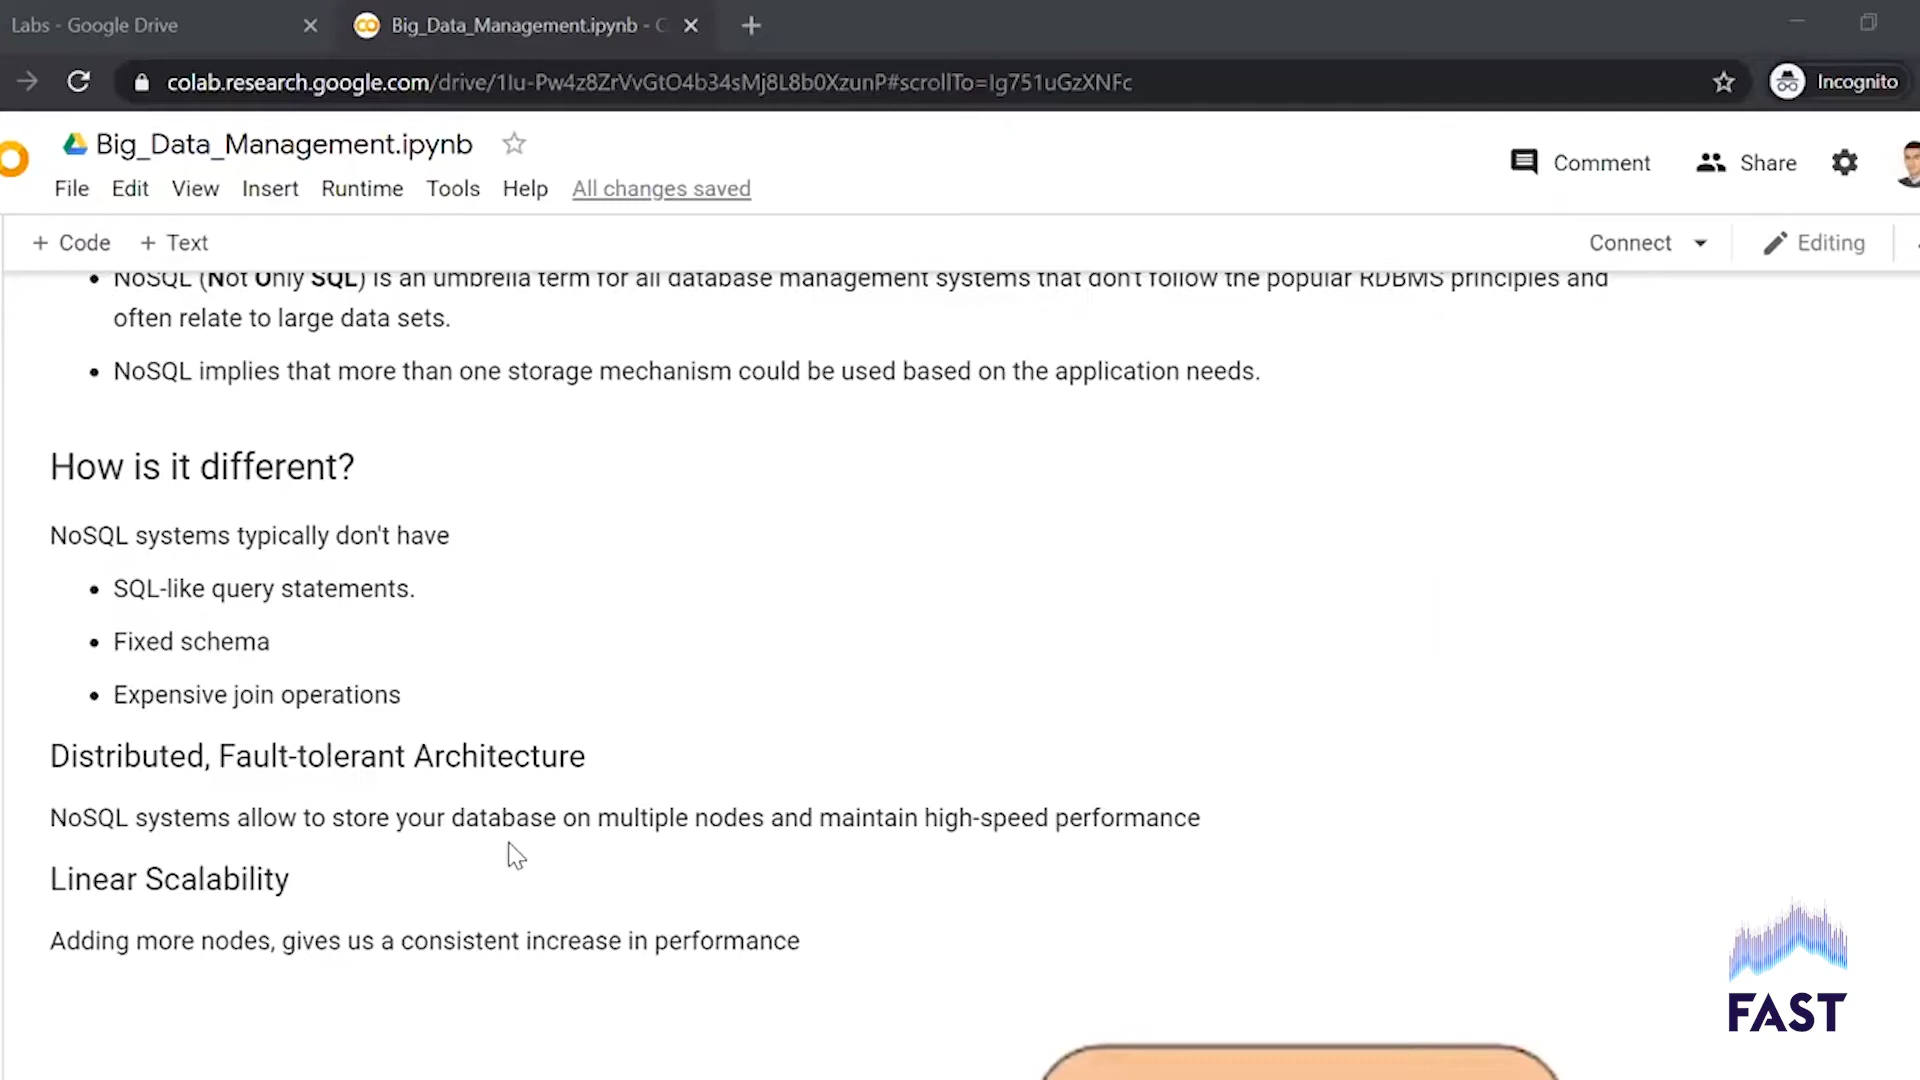 Labs - Google Drive
Big_Data_Management.ipynb - C
colab.research.google.com/drive/1Iu-Pw4z8ZrVvGtO4b34sMj8L8b0XzunP#scrollTo=Ig751uGzXNFc
Incognito
Big_Data_Management.ipynb
Comment
Share
File Edit View Insert Runtime Tools Help All changes saved
+ Code + Text
Connect
Editing
• NoSQL (Not Only SQL) is an umbrella term for all database management systems that don't follow the popular RDBMS principles and
often relate to large data sets.
• NoSQL implies that more than one storage mechanism could be used based on the application needs.
How is it different?
NoSQL systems typically don't have
• SQL-like query statements.
• Fixed schema
• Expensive join operations
Distributed, Fault-tolerant Architecture
NoSQL systems allow to store your database on multiple nodes and maintain high-speed performance
Linear Scalability
Adding more nodes, gives us a consistent increase in performance
FAST